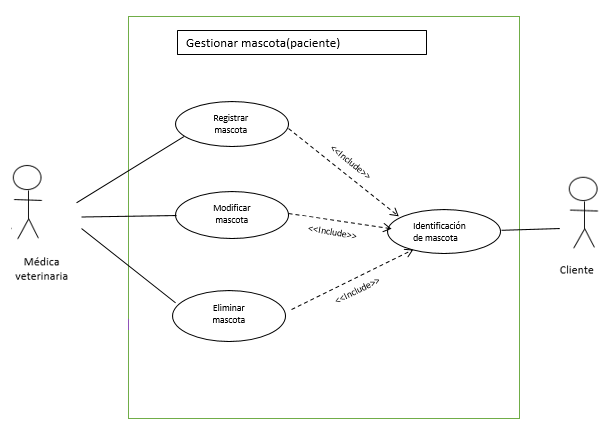 Gestionar mascota(paciente)
Registrar
mascota
<<Include>>
Modificar
mascota
<<Include>>
Identificación
de mascota
Médica
veterinaria
Cliente
Eliminar
mascota
<<Include>>